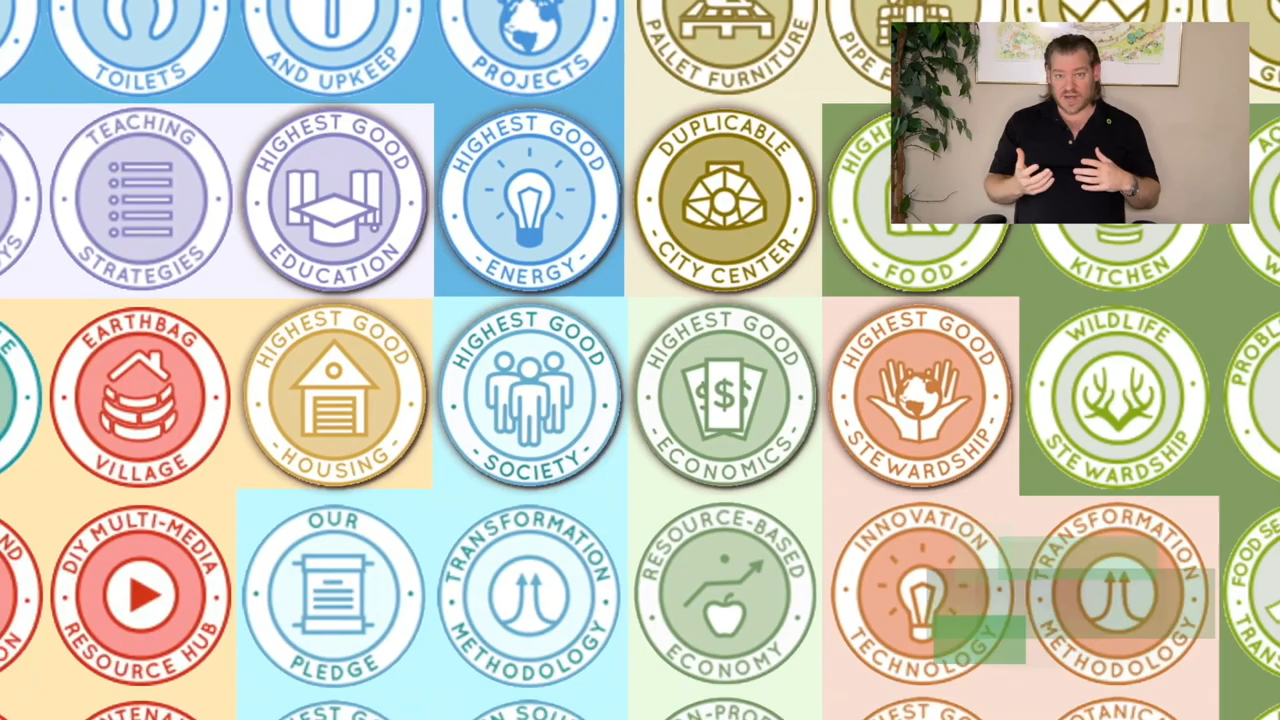 TOILETS
AND UPKEEP
PROJECTS
PALLET FURNITURE
PIPE
TEACHING
STRATEGIES
HIGHEST GOOD
EDUCATION
HIGHEST GOOD
- ENERGY -
DUPLICABLE
- CITY CENTER -
- FOOD -
KITCHEN
EARTHBAG
VILLAGE
HIGHEST GOOD
- HOUSING -
HIGHEST GOOD
- SOCIETY -
HIGHEST GOOD
$ $ $
- ECONOMICS -
HIGHEST GOOD
- STEWARDSHIP -
WILDLIFE
STEWARDSHIP
DIY MULTI-MEDIA
RESOURCE HUB
OUR
PLEDGE
TRANSFORMATION
METHODOLOGY
RESOURCE-BASED
ECONOMY
INNOVATION
TECHNOLOGY
TRANSFORMATION
METHODOLOGY